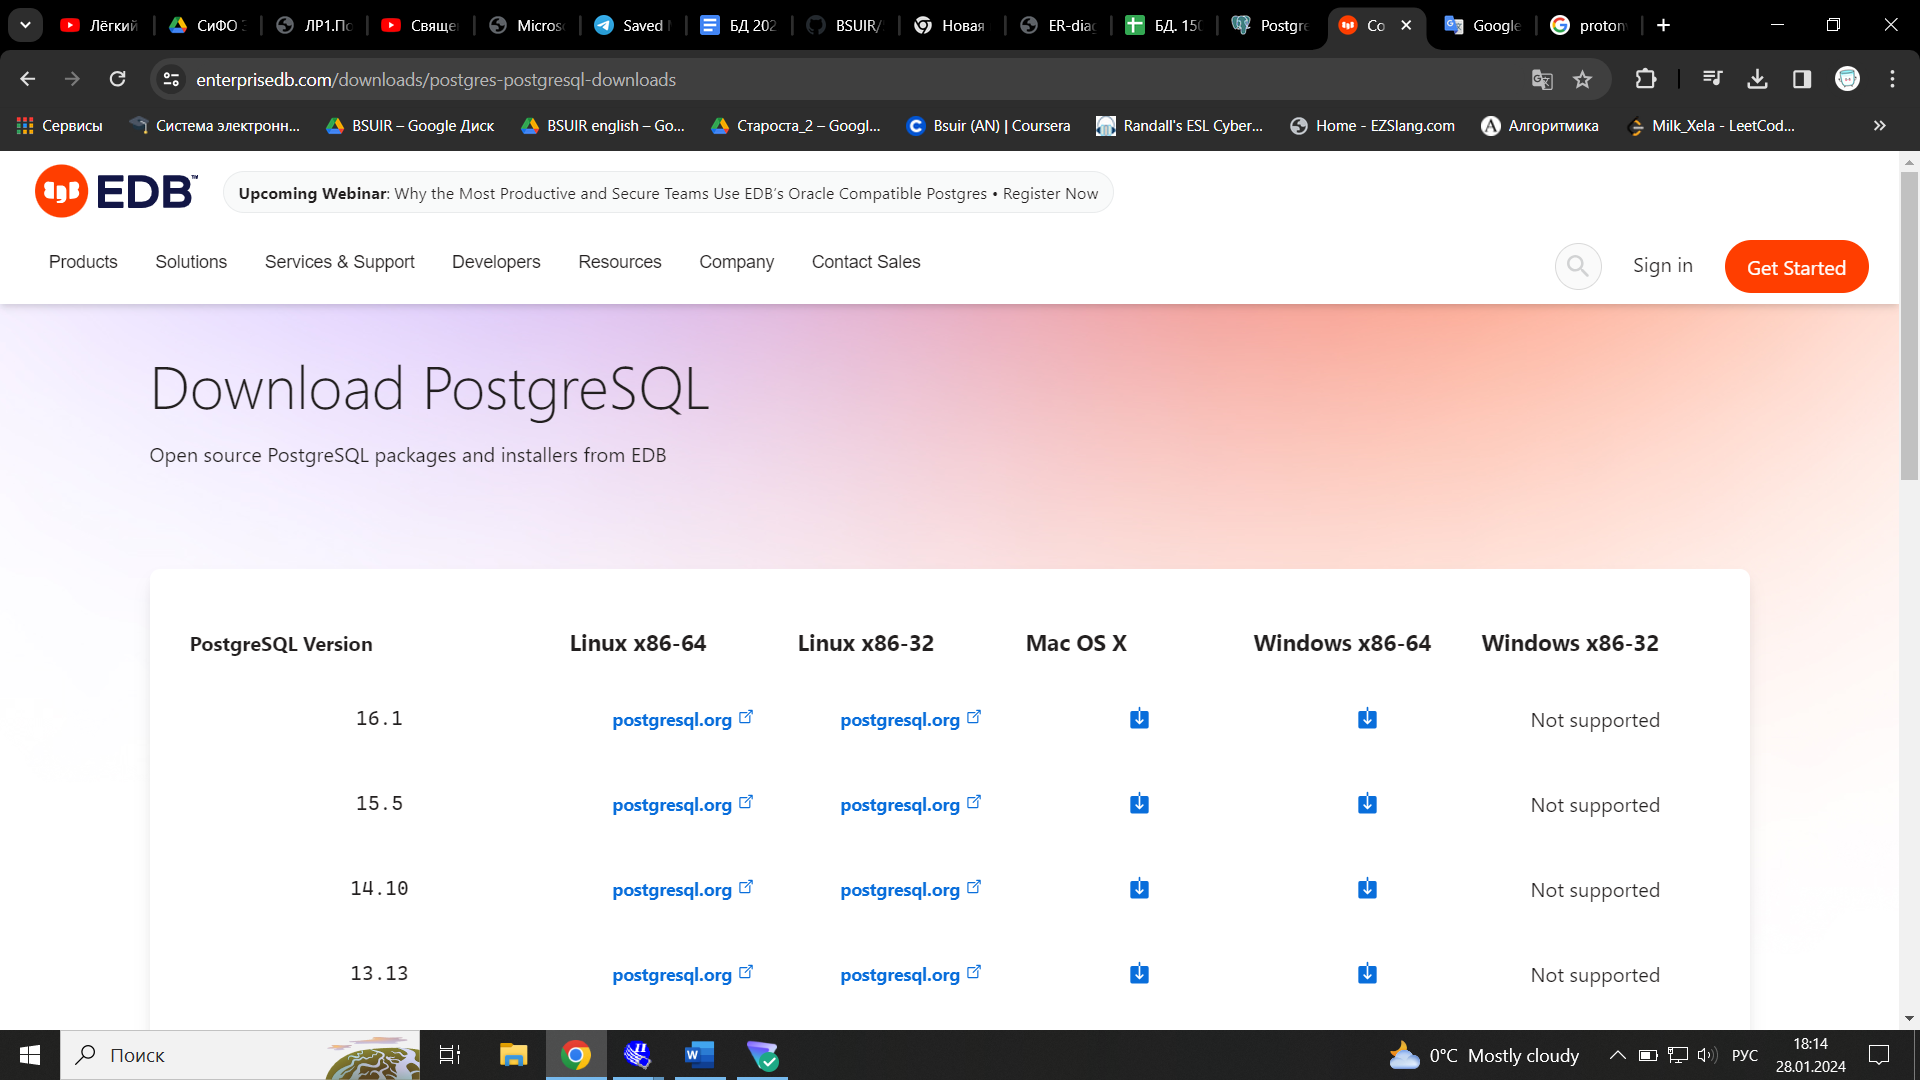 Лёгкий
СиФО Э
ЛР1.По
Священ
Microso
Saved M
БД 202
BSUIR/
Новая
ER-diag
БД. 150
Postgre
Co
Google
proton
enterprisedb.com/downloads/postgres-postgresql-downloads
Сервисы
Система электронн...
BSUIR – Google Диск
BSUIR english – Go...
Староста_2 – Googl...
Bsuir (AN) | Coursera
Randall's ESL Cyber...
Home - EZSlang.com
Алгоритмика
Milk_Xela - LeetCod...
EDB™
Upcoming Webinar: Why the Most Productive and Secure Teams Use EDB’s Oracle Compatible Postgres • Register Now
Products Solutions Services & Support Developers Resources Company Contact Sales
Sign in
Get Started
Download PostgreSQL
Open source PostgreSQL packages and installers from EDB
PostgreSQL Version Linux x86-64 Linux x86-32 Mac OS X Windows x86-64 Windows x86-32
16.1 postgresql.org postgresql.org Not supported
15.5 postgresql.org postgresql.org Not supported
14.10 postgresql.org postgresql.org Not supported
13.13 postgresql.org postgresql.org Not supported
Поиск
0°C Mostly cloudy
РУС
18:14
28.01.2024